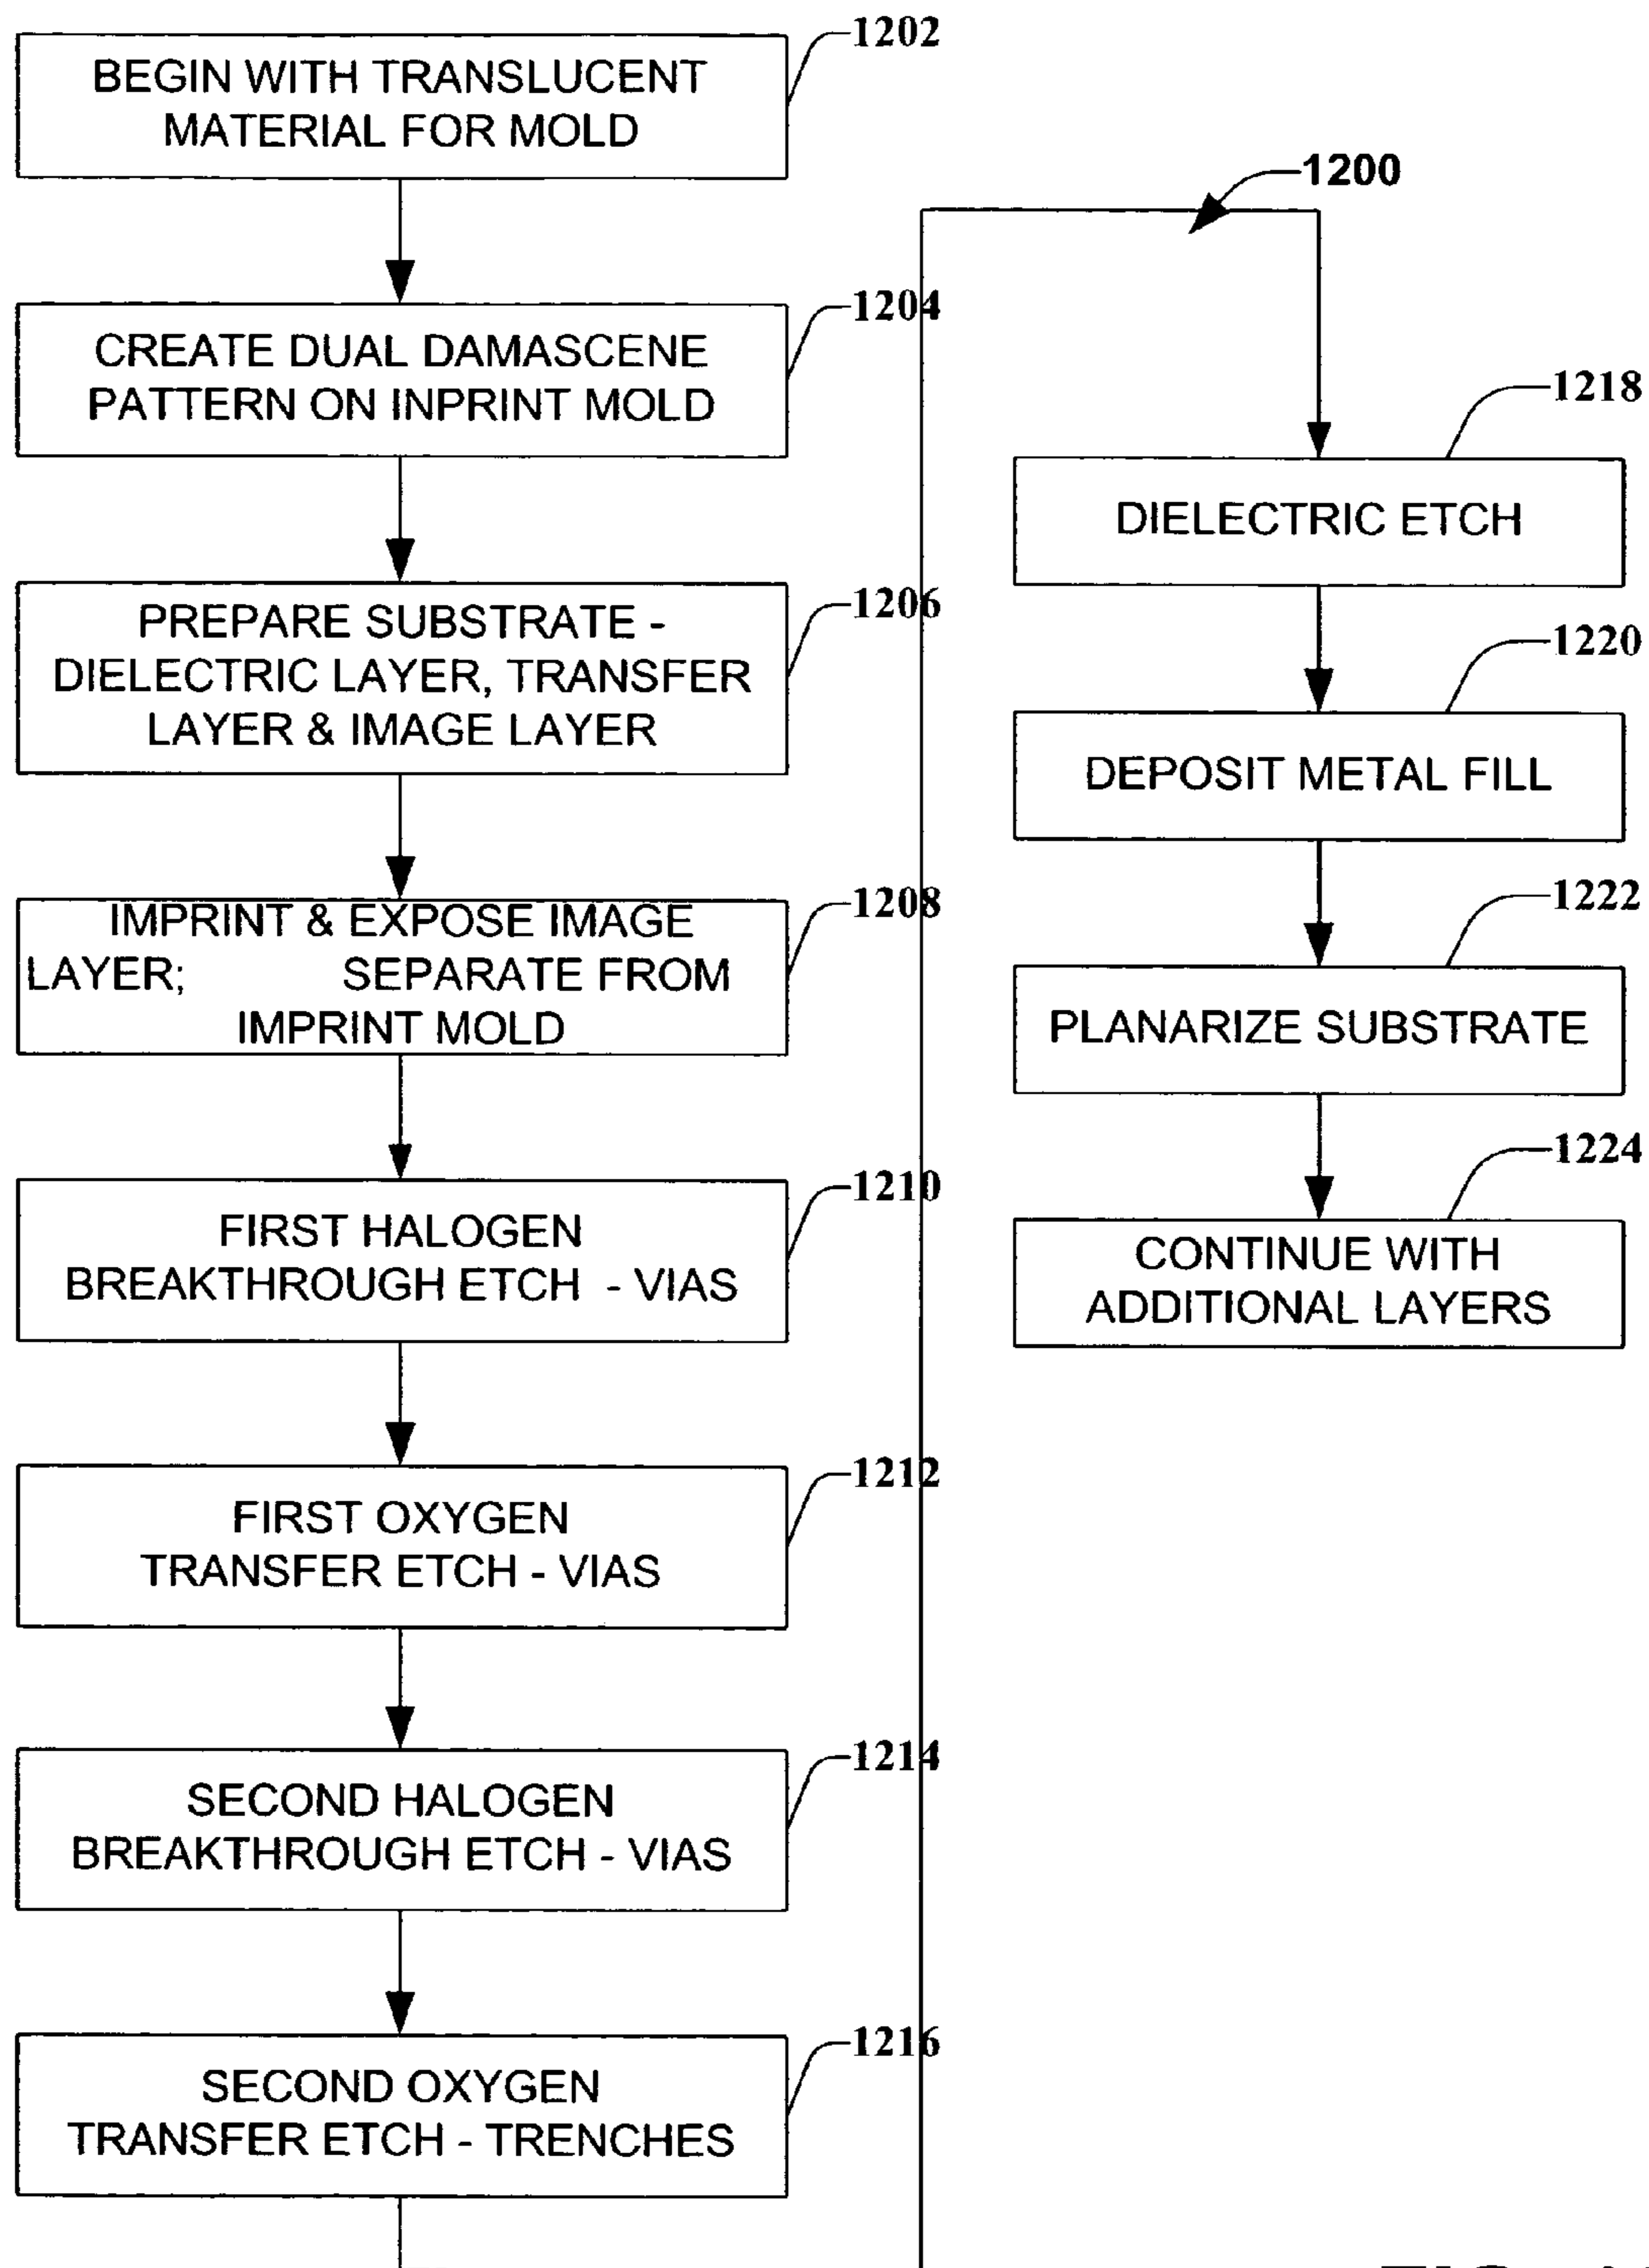 1202
BEGIN WITH TRANSLUCENT
MATERIAL FOR MOLD
1204
CREATE DUAL DAMASCENE
PATTERN ON INPRINT MOLD
1206
PREPARE SUBSTRATE -
DIELECTRIC LAYER, TRANSFER
LAYER & IMAGE LAYER
1208
IMPRINT & EXPOSE IMAGE
LAYER; SEPARATE FROM
IMPRINT MOLD
1210
FIRST HALOGEN
BREAKTHROUGH ETCH - VIAS
1212
FIRST OXYGEN
TRANSFER ETCH - VIAS
1214
SECOND HALOGEN
BREAKTHROUGH ETCH - VIAS
1216
SECOND OXYGEN
TRANSFER ETCH - TRENCHES
1200
1218
DIELECTRIC ETCH
1220
DEPOSIT METAL FILL
1222
PLANARIZE SUBSTRATE
1224
CONTINUE WITH
ADDITIONAL LAYERS